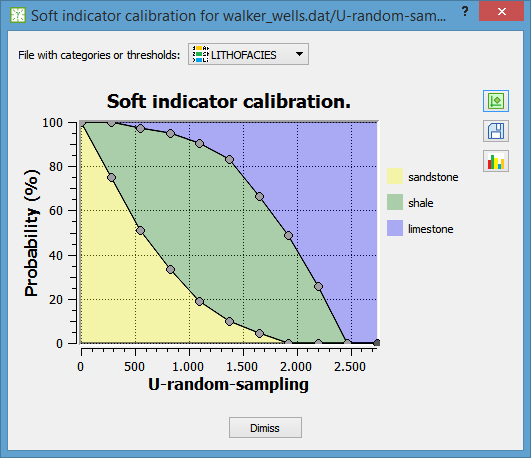 Soft indicator calibration for walker_wells.dat/U-random-sam... ?
File with categories or thresholds: LITHOFACIES
Soft indicator calibration.
100
80
60
40
20
0
Probability (%)
0 500 1.000 1.500 2.000 2.500
U-random-sampling
sandstone
shale
limestone
Dimiss